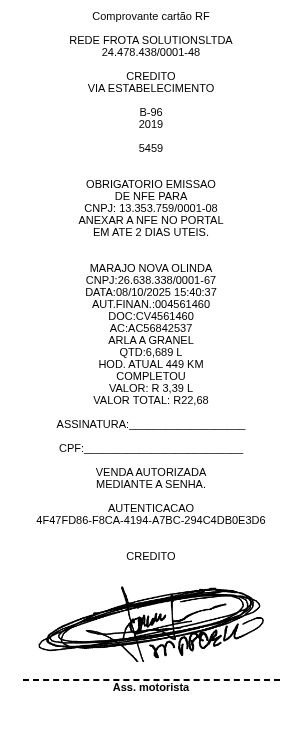 Comprovante cartão RF
REDE FROTA SOLUTIONSLTDA
24.478.438/0001-48
CREDITO
VIA ESTABELECIMENTO
B-96
2019
5459
OBRIGATORIO EMISSAO
DE NFE PARA
CNPJ: 13.353.759/0001-08
ANEXAR A NFE NO PORTAL
EM ATE 2 DIAS UTEIS.
MARAJO NOVA OLINDA
CNPJ:26.638.338/0001-67
DATA:08/10/2025 15:40:37
AUT.FINAN.:004561460
DOC:CV4561460
AC:AC56842537
ARLA A GRANEL
QTD:6,689 L
HOD. ATUAL 449 KM
COMPLETOU
VALOR: R 3,39 L
VALOR TOTAL: R22,68
ASSINATURA:___________________
CPF:__________________________
VENDA AUTORIZADA
MEDIANTE A SENHA.
AUTENTICACAO
4F47FD86-F8CA-4194-A7BC-294C4DB0E3D6
CREDITO
Ass. motorista